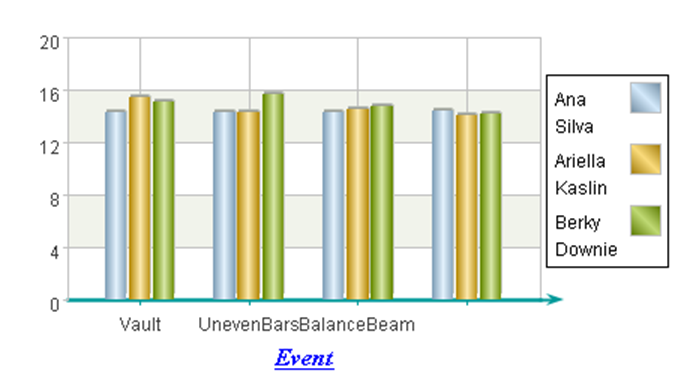 20
16
12
8
4
0
Vault UnevenBarsBalanceBeam
Event
Ana
Silva
Ariella
Kaslin
Berky
Downie